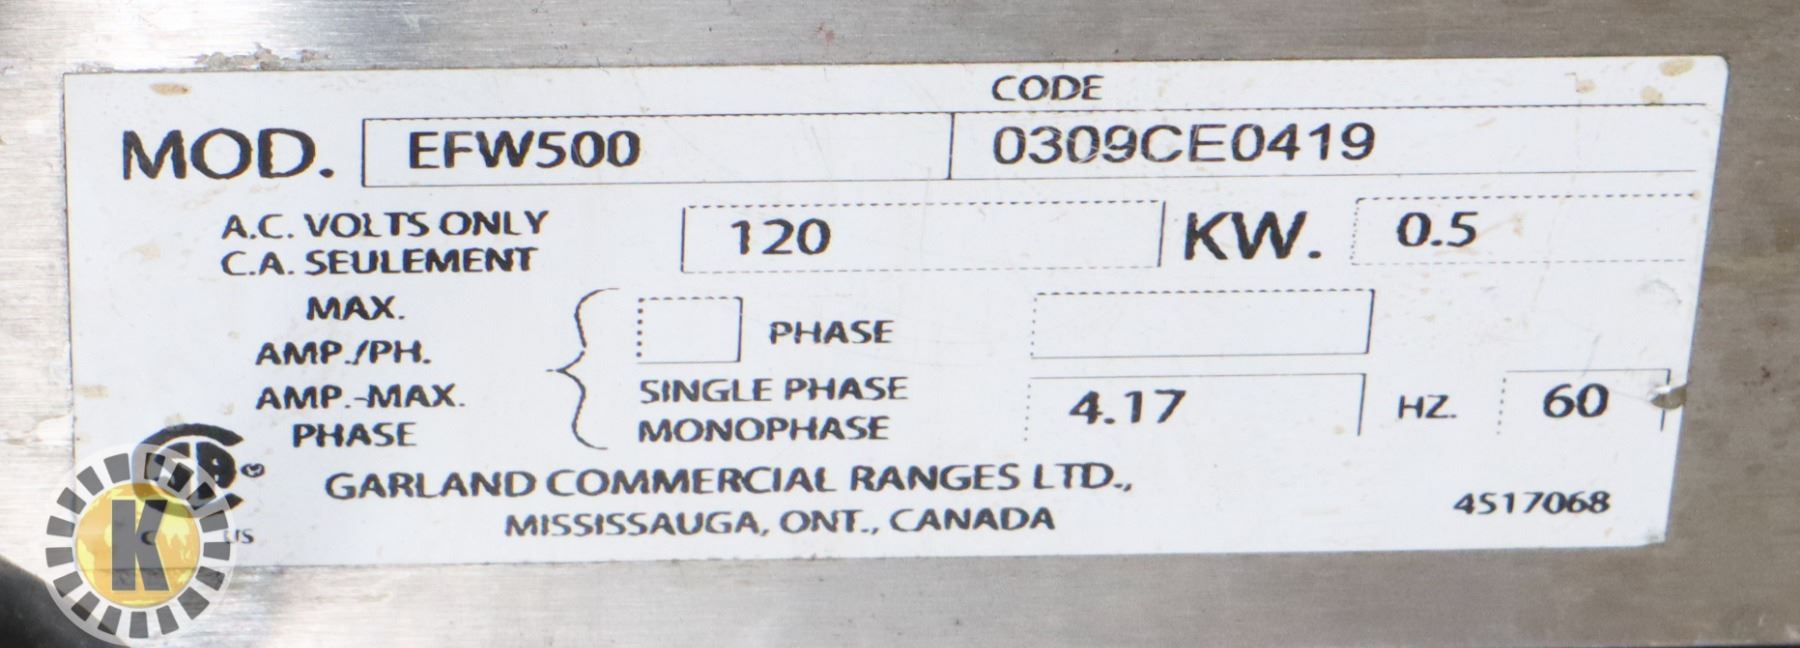 CODE
MOD. EFW500 0309CE0419
A.C. VOLTS ONLY 120 KW. 0.5
C.A. SEULEMENT
MAX.
AMP./PH. PHASE
AMP.-MAX. SINGLE PHASE 4.17 HZ. 60
PHASE MONOPHASE
GARLAND COMMERCIAL RANGES LTD.,
MISSISSAUGA, ONT., CANADA 4517068
K
C US